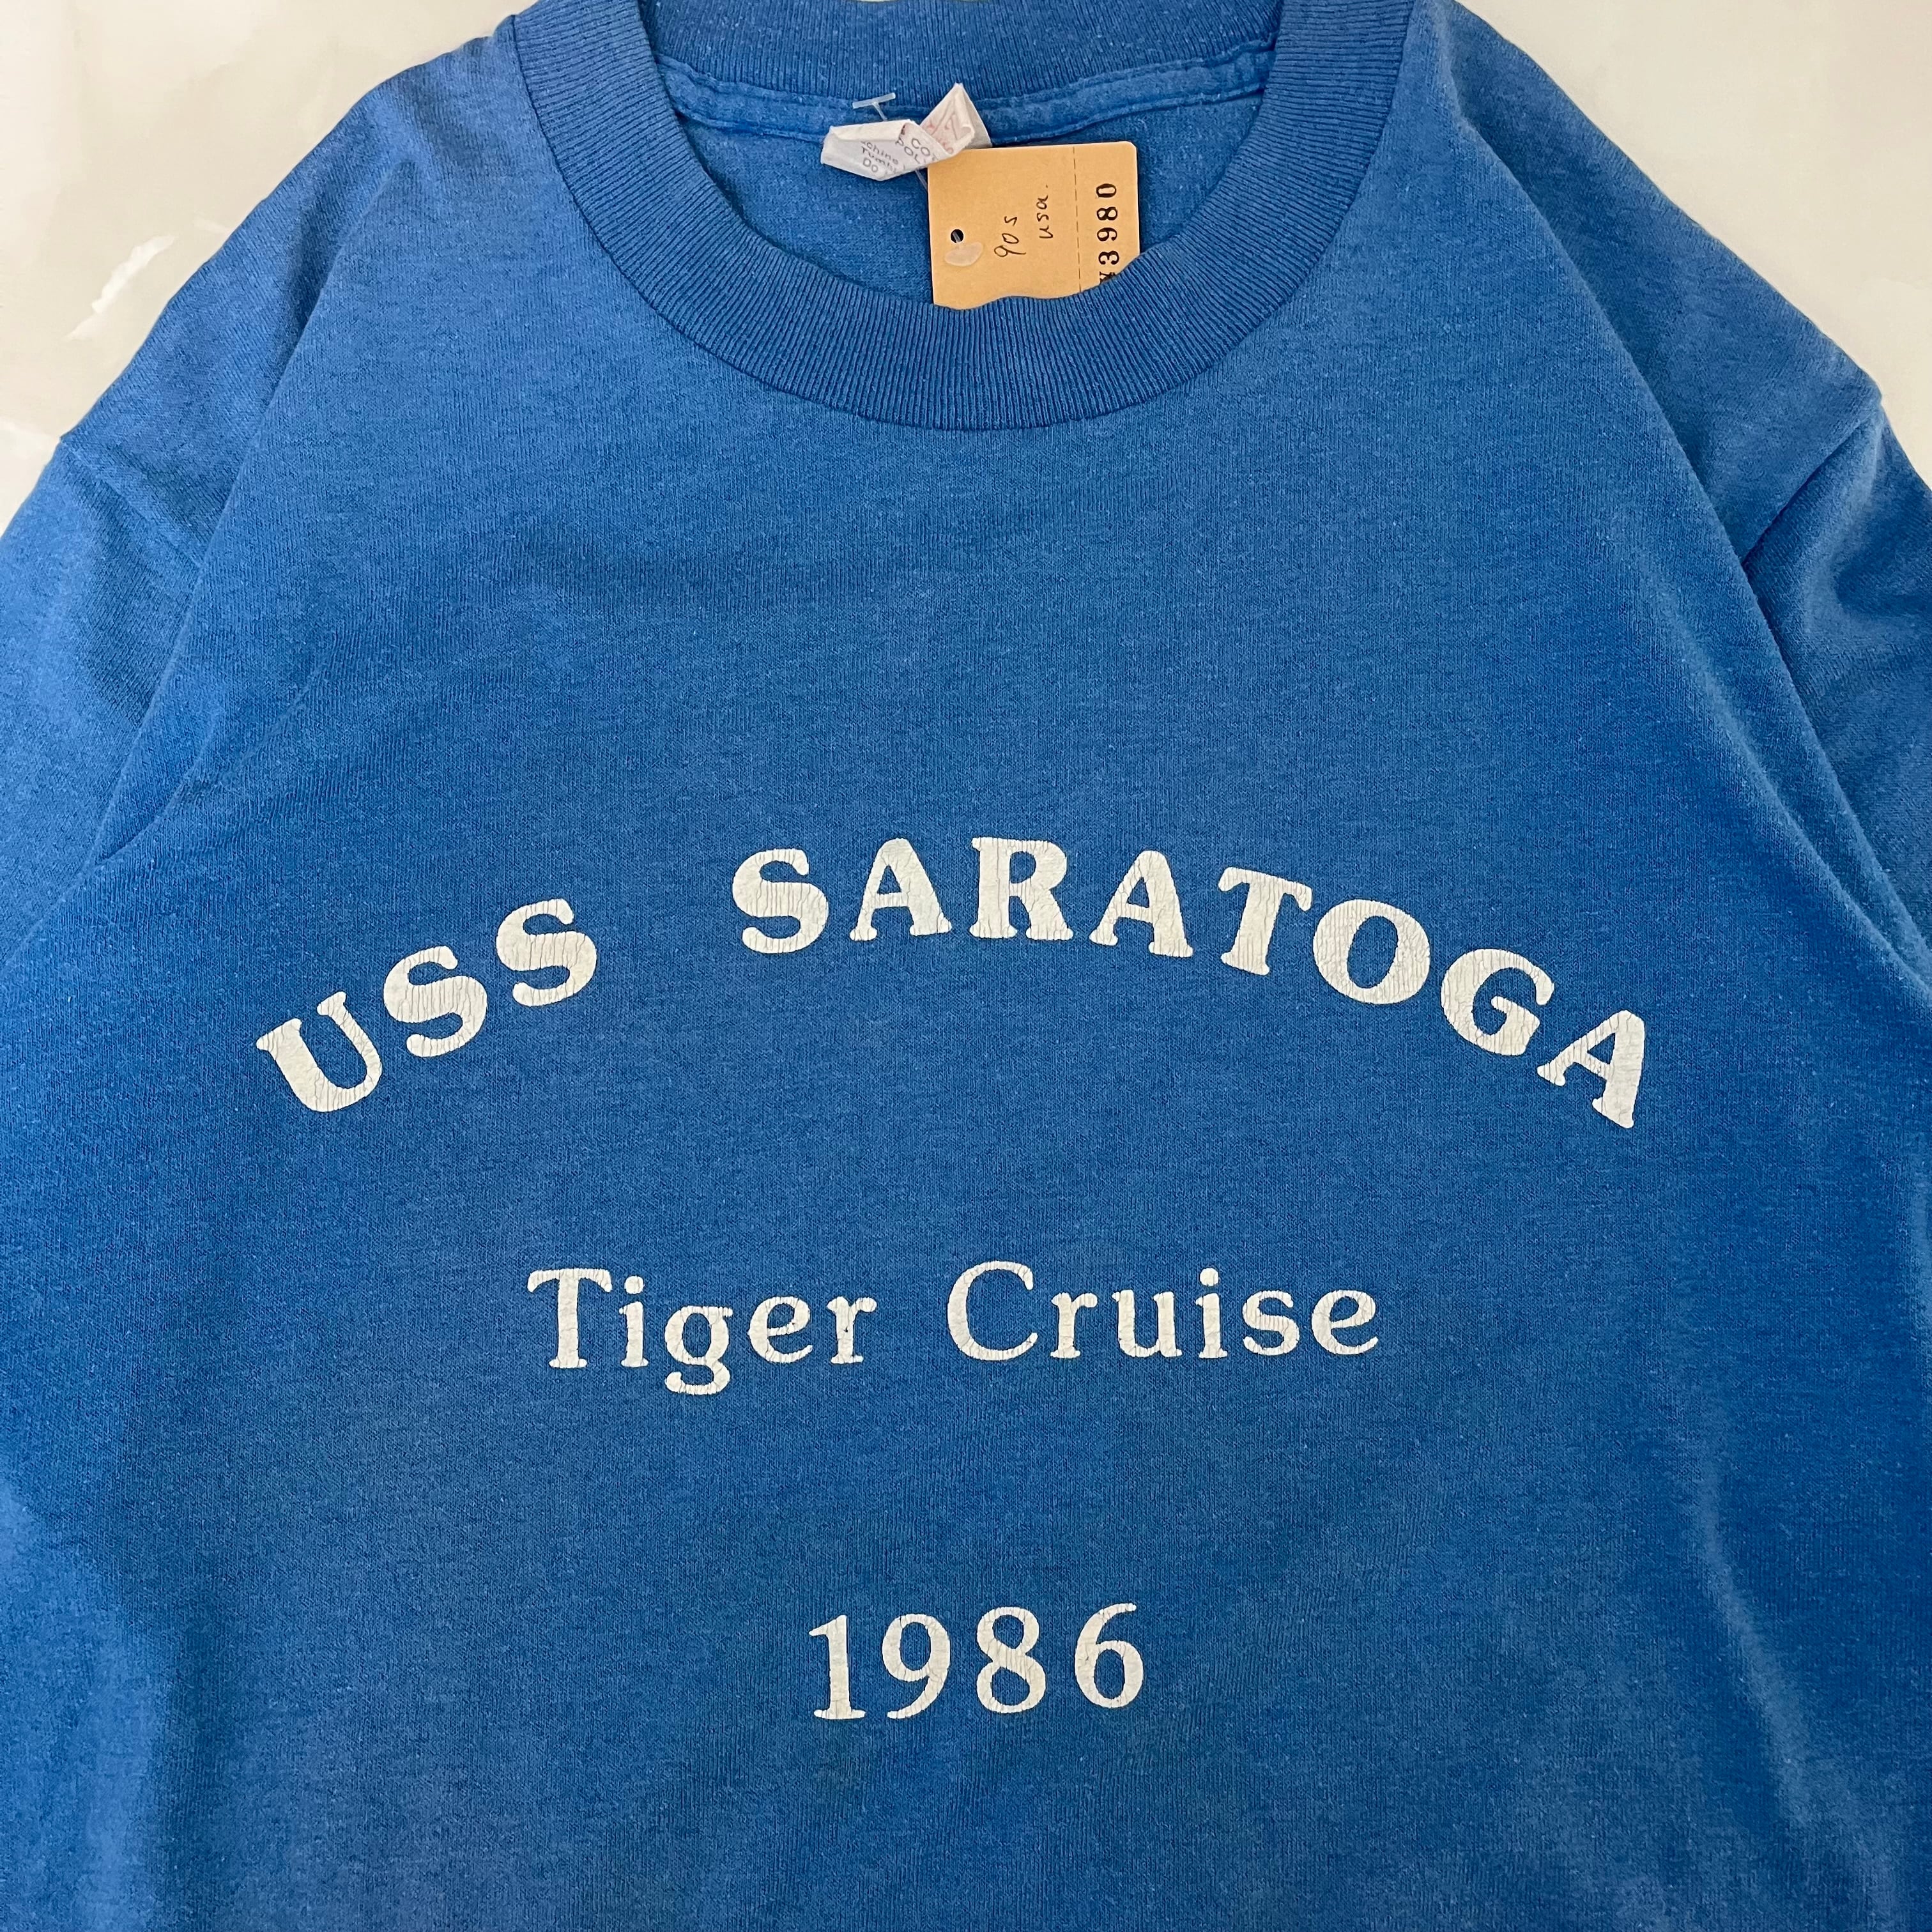 90s
usa.
¥3980
USS SARATOGA
Tiger Cruise
1986